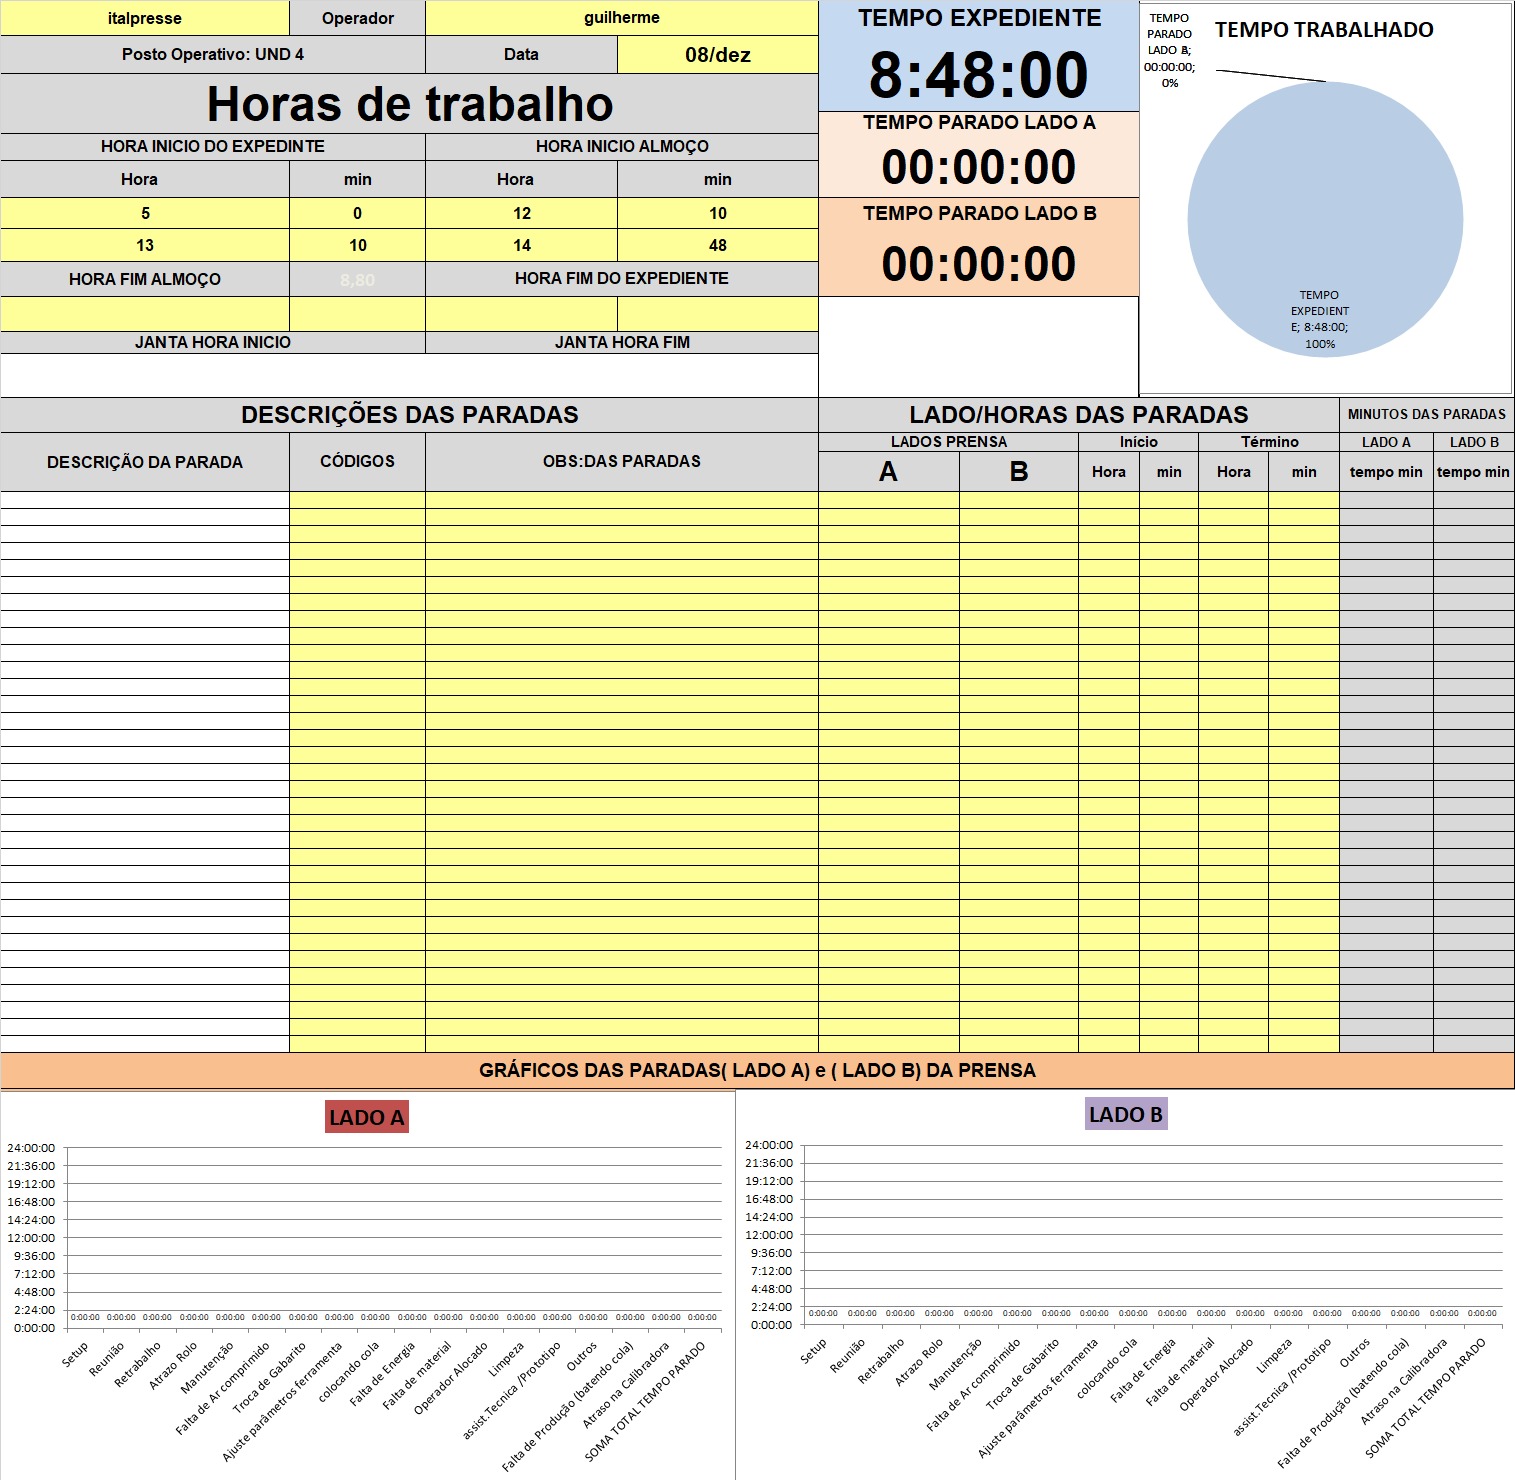 italpresse Operador guilherme
Posto Operativo: UND 4 Data 08/dez
Horas de trabalho
HORA INICIO DO EXPEDINTE HORA INICIO ALMOÇO
Hora min Hora min
5 0 12 10
13 10 14 48
HORA FIM ALMOÇO 8,80 HORA FIM DO EXPEDIENTE
JANTA HORA INICIO JANTA HORA FIM
TEMPO EXPEDIENTE
8:48:00
TEMPO PARADO LADO A
00:00:00
TEMPO PARADO LADO B
00:00:00
TEMPO TRABALHADO
TEMPO
PARADO
LADO
00:00:00;
0%
TEMPO
EXPEDIENT
E; 8:48:00;
100%
DESCRIÇÕES DAS PARADAS LADO/HORAS DAS PARADAS MINUTOS DAS PARADAS
LADOS PRENSA Início Término LADO A LADO B
DESCRIÇÃO DA PARADA CÓDIGOS OBS:DAS PARADAS A B Hora min Hora min tempo min tempo min
GRÁFICOS DAS PARADAS( LADO A) e ( LADO B) DA PRENSA
LADO A
24:00:00
21:36:00
19:12:00
16:48:00
14:24:00
12:00:00
9:36:00
7:12:00
4:48:00
2:24:00
0:00:00
0:00:00 0:00:00 0:00:00 0:00:00 0:00:00 0:00:00 0:00:00 0:00:00 0:00:00 0:00:00 0:00:00 0:00:00 0:00:00 0:00:00 0:00:00 0:00:00 0:00:00 0:00:00
Setup
Reunião
Retrabalho
Atrazo Rolo
Manutenção
Falta de Ar comprimido
Troca de Gabarito
Ajuste parâmetros ferramenta
colocando cola
Falta de Energia
Falta de material
Operador Alocado
Limpeza
assist.Tecnica /Prototipo
Outros
Falta de Produção (batendo cola)
Atraso na Calibradora
SOMA TOTAL TEMPO PARADO
LADO B
24:00:00
21:36:00
19:12:00
16:48:00
14:24:00
12:00:00
9:36:00
7:12:00
4:48:00
2:24:00
0:00:00
0:00:00 0:00:00 0:00:00 0:00:00 0:00:00 0:00:00 0:00:00 0:00:00 0:00:00 0:00:00 0:00:00 0:00:00 0:00:00 0:00:00 0:00:00 0:00:00 0:00:00 0:00:00
Setup
Reunião
Retrabalho
Atrazo Rolo
Manutenção
Falta de Ar comprimido
Troca de Gabarito
Ajuste parâmetros ferramenta
colocando cola
Falta de Energia
Falta de material
Operador Alocado
Limpeza
assist.Tecnica /Prototipo
Outros
Falta de Produção (batendo cola)
Atraso na Calibradora
SOMA TOTAL TEMPO PARADO